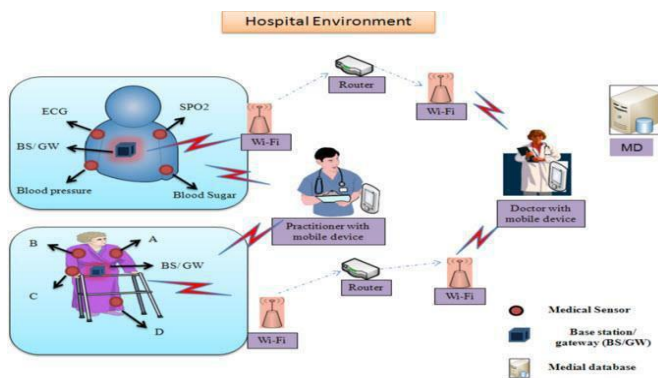 Hospital Environment
ECG
SPO2
BS/GW
Blood pressure
Blood Sugar
Wi-Fi
Router
Wi-Fi
MD
Practitioner with
mobile device
Doctor with
mobile device
B
A
BS/GW
C
D
Wi-Fi
Router
Wi-Fi
Medical Sensor
Base station/
gateway (BS/GW)
Medial database